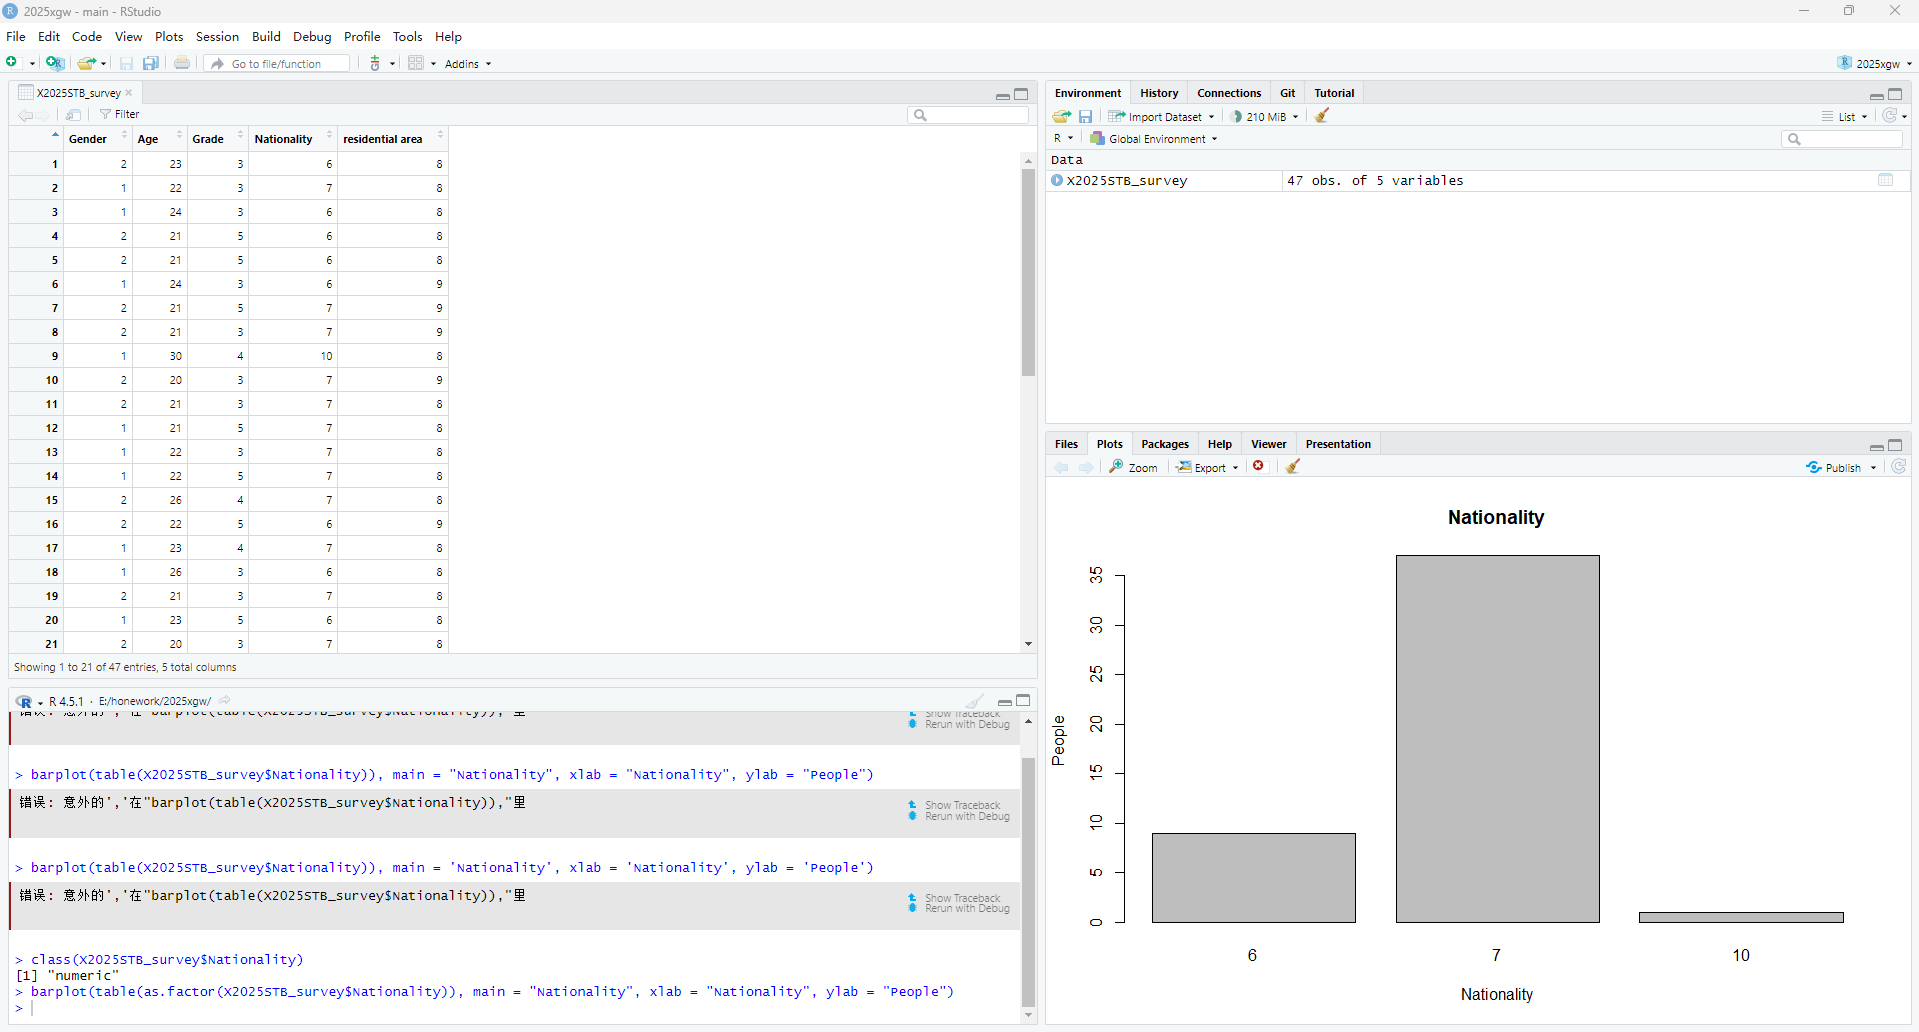 2025xgw - main - RStudio
File Edit Code View Plots Session Build Debug Profile Tools Help
Go to file/function Addins 2025xgw
X2025STB_survey
Filter
Gender Age Grade Nationality residential area
1 2 23 3 6 8
2 1 22 3 7 8
3 1 24 3 6 8
4 2 21 5 6 8
5 2 21 5 6 8
6 1 24 3 6 9
7 2 21 5 7 9
8 2 21 3 7 9
9 1 30 4 10 8
10 2 20 3 7 9
11 2 21 3 7 8
12 1 21 5 7 8
13 1 22 3 7 8
14 1 22 5 7 8
15 2 26 4 7 8
16 2 22 5 6 9
17 1 23 4 7 8
18 1 26 3 6 8
19 2 21 3 7 8
20 1 23 5 6 8
21 2 20 3 7 8
Showing 1 to 21 of 47 entries, 5 total columns
R 4.5.1 · E:/honework/2025xgw/
错误: 意外的','在"barplot(table(X2025STB_survey$Nationality)),"里
Show Traceback
Rerun with Debug
> barplot(table(X2025STB_survey$Nationality)), main = "Nationality", xlab = "Nationality", ylab = "People")
错误: 意外的','在"barplot(table(X2025STB_survey$Nationality)),"里
Show Traceback
Rerun with Debug
> barplot(table(X2025STB_survey$Nationality)), main = 'Nationality', xlab = 'Nationality', ylab = 'People')
错误: 意外的','在"barplot(table(X2025STB_survey$Nationality)),"里
Show Traceback
Rerun with Debug
> class(X2025STB_survey$Nationality)
[1] "numeric"
> barplot(table(as.factor(X2025STB_survey$Nationality)), main = "Nationality", xlab = "Nationality", ylab = "People")
>
Environment History Connections Git Tutorial
Import Dataset 210 MiB List
R Global Environment
Data
X2025STB_survey 47 obs. of 5 variables
Files Plots Packages Help Viewer Presentation
Zoom Export Publish
Nationality
35
30
25
20
15
10
5
0
People
6 7 10
Nationality